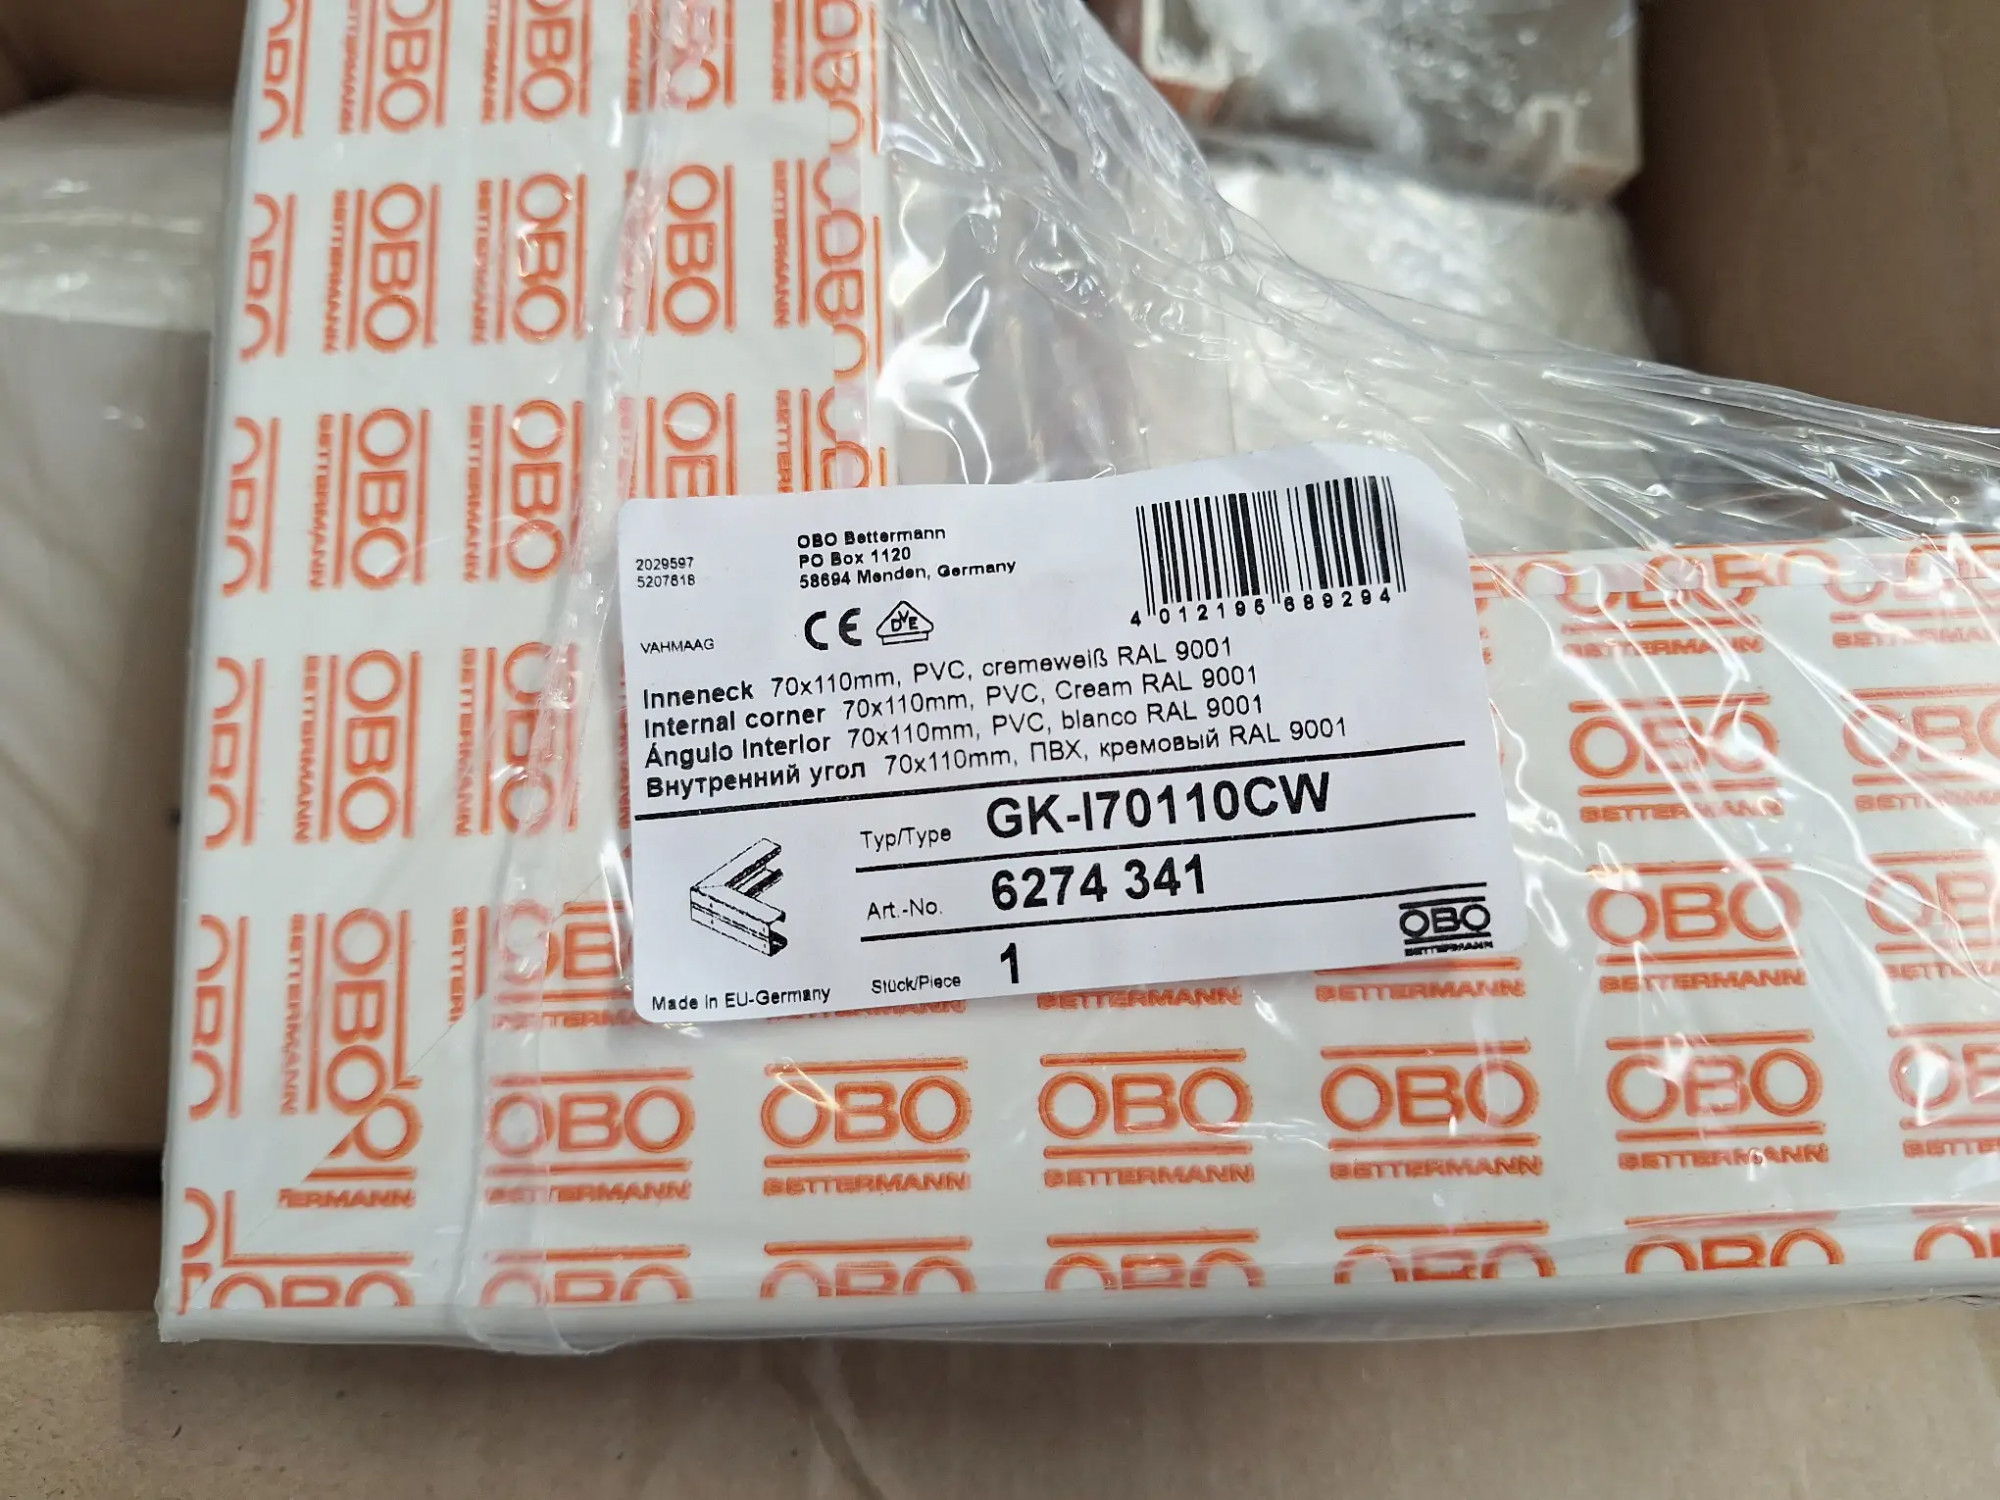 2029597
5207618
OBO Bettermann
PO Box 1120
58694 Menden, Germany
4 012195 689294
VAHMAAG
CE
DVE
Inneneck 70x110mm, PVC, cremeweiß RAL 9001
Internal corner 70x110mm, PVC, Cream RAL 9001
Ángulo Interior 70x110mm, PVC, blanco RAL 9001
Внутренний угол 70x110mm, ПВХ, кремовый RAL 9001
Typ/Type GK-I70110CW
Art.-No. 6274 341
Stück/Piece 1
Made in EU-Germany
OBO
BETTERMANN
OBO
BETTERMANN